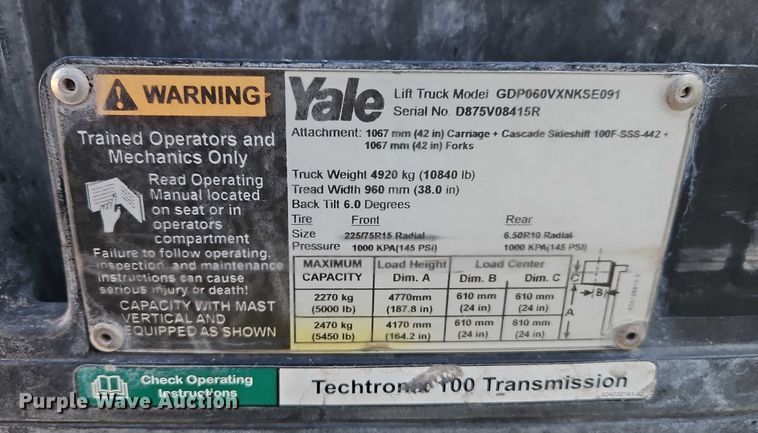 WARNING
Trained Operators and
Mechanics Only
Read Operating
Manual located
on seat or in
operators
compartment
Failure to follow operating,
inspection, and maintenance
instructions can cause
serious injury or death!
CAPACITY WITH MAST
VERTICAL AND
EQUIPPED AS SHOWN
Yale
Lift Truck Model GDP060VXNKSE091
Serial No. D875V08415R
Attachment: 1067 mm (42 in) Carriage + Cascade Sideshift 100F-SSS-442 +
1067 mm (42 in) Forks
Truck Weight 4920 kg (10840 lb)
Tread Width 960 mm (38.0 in)
Back Tilt 6.0 Degrees
Tire Front Rear
Size 225/75R15 Radial 6.50R10 Radial
Pressure 1000 KPA(145 PSI) 1000 KPA(145 PSI)
MAXIMUM CAPACITY Load Height Dim. A Load Center Dim. B Dim. C
2270 kg (5000 lb) 4770mm (187.8 in) 610 mm (24 in) 610 mm (24 in)
2470 kg (5450 lb) 4170 mm (164.2 in) 610 mm (24 in) 610 mm (24 in)
C
B
A
Check Operating
Instructions
Techtronix 100 Transmission
Purple Wave Auction